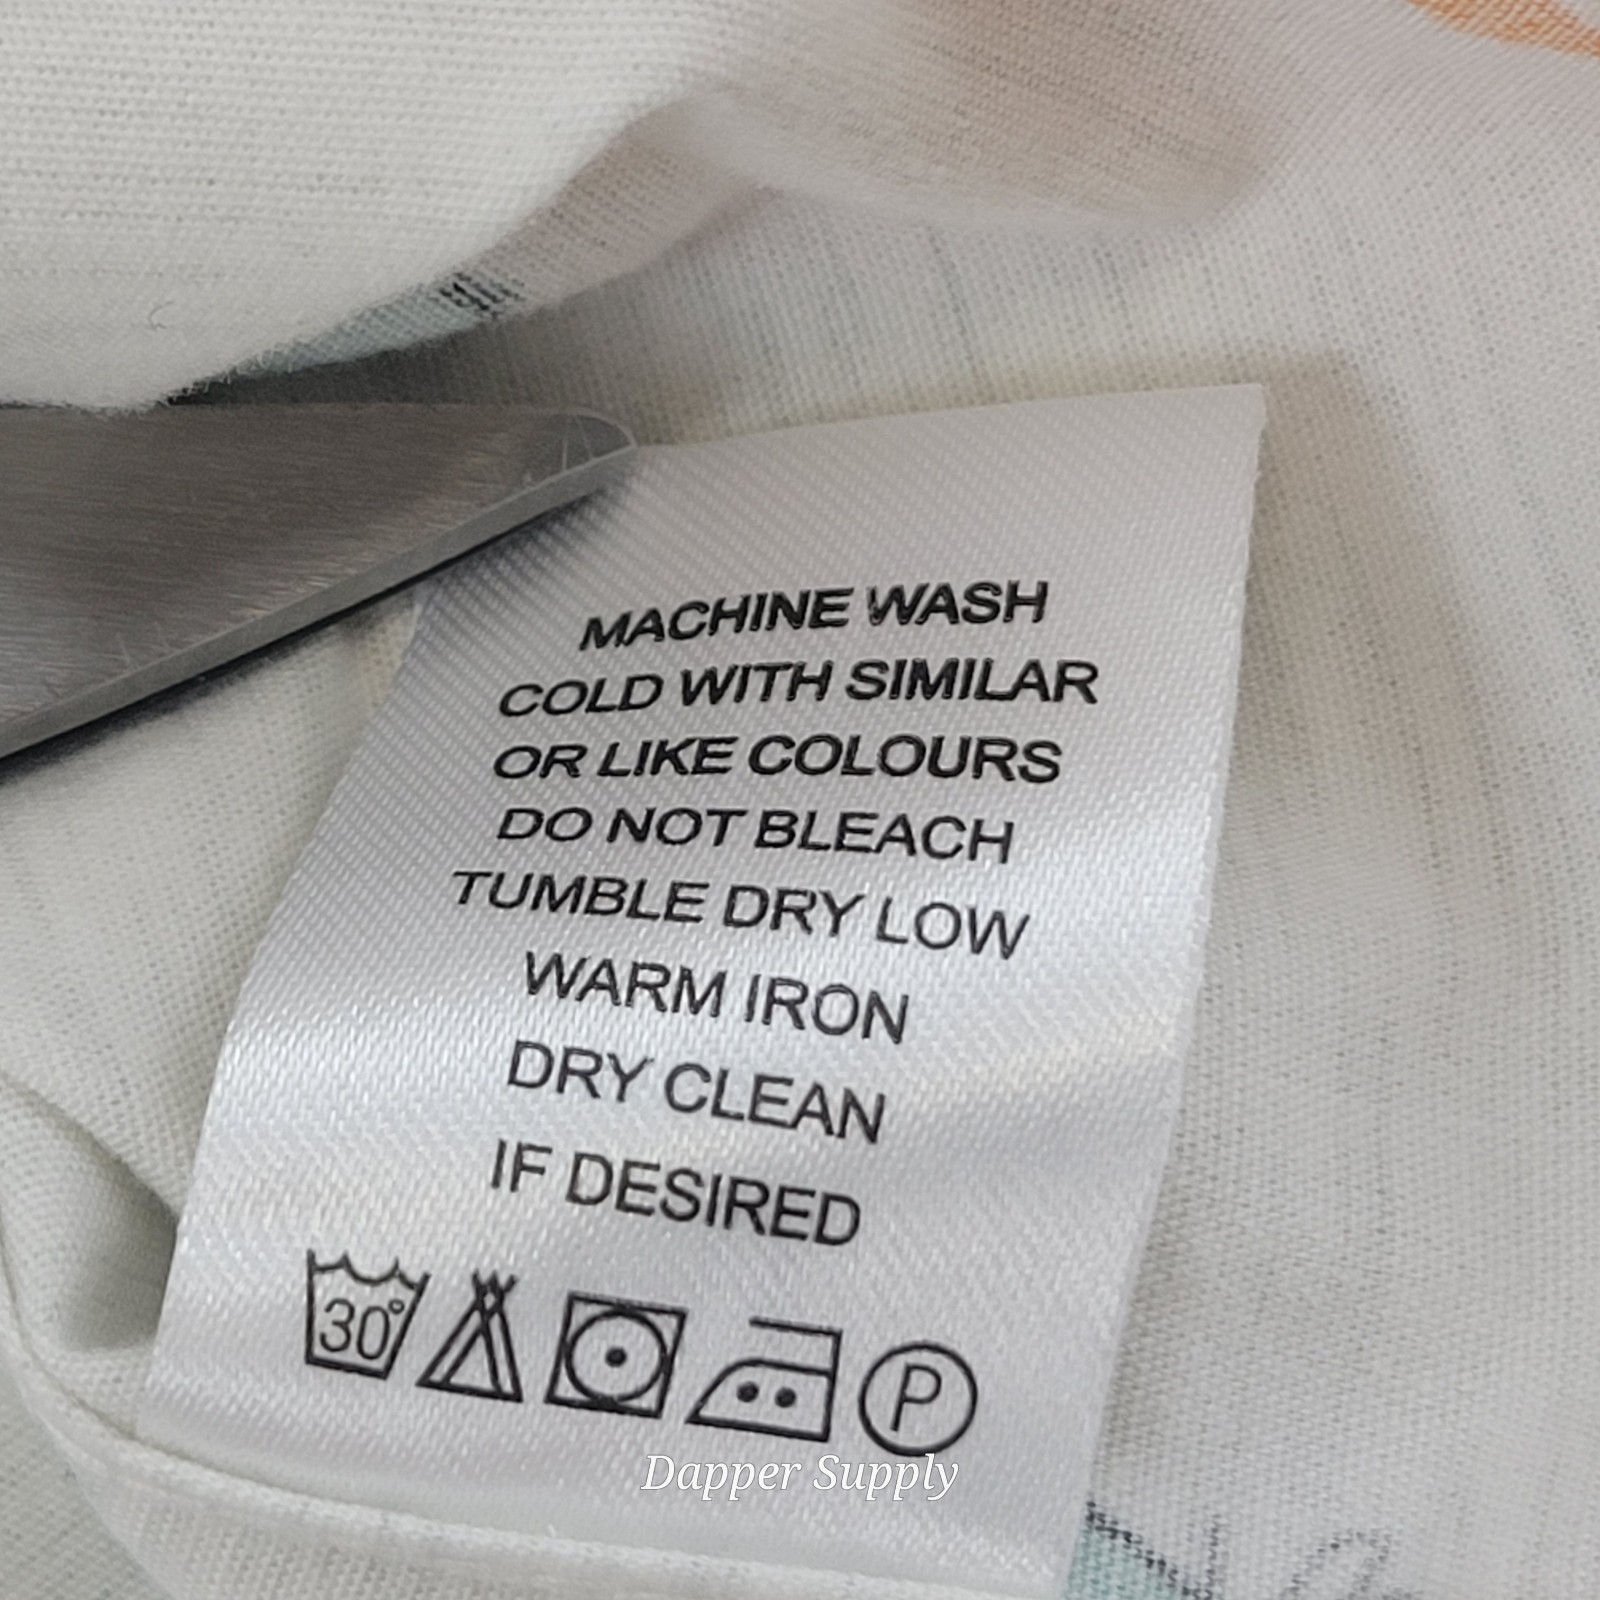 MACHINE WASH
COLD WITH SIMILAR
OR LIKE COLOURS
DO NOT BLEACH
TUMBLE DRY LOW
WARM IRON
DRY CLEAN
IF DESIRED
30°
P
Dapper Supply